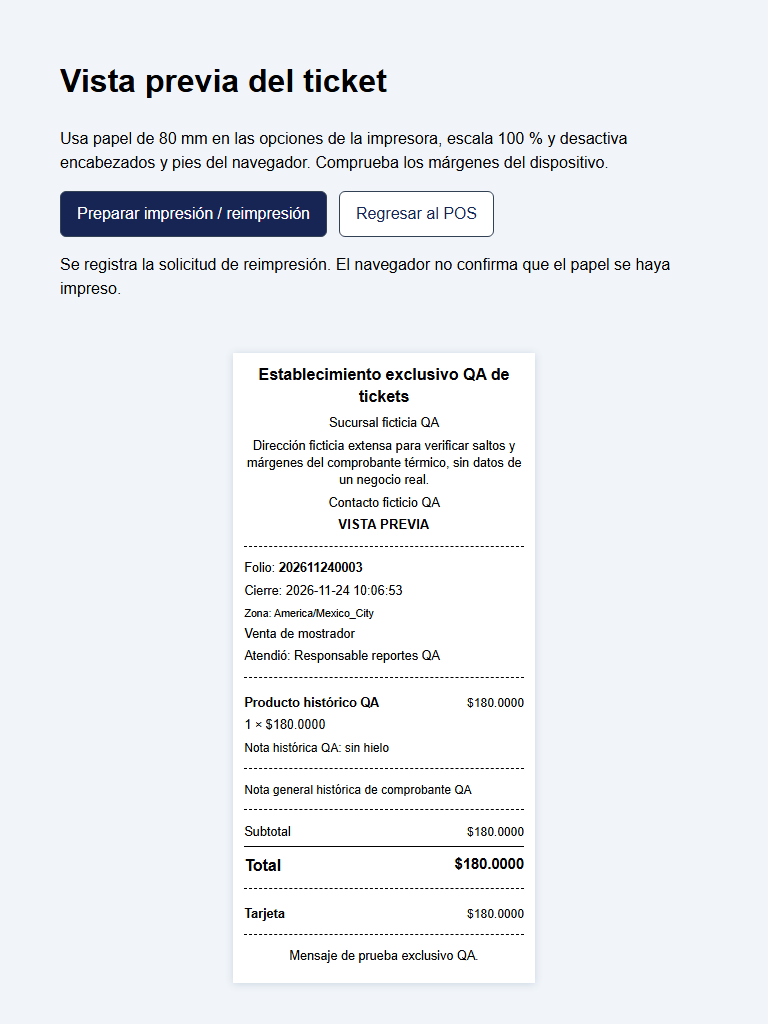 Vista previa del ticket
Usa papel de 80 mm en las opciones de la impresora, escala 100 % y desactiva
encabezados y pies del navegador. Comprueba los márgenes del dispositivo.
Preparar impresión / reimpresión
Regresar al POS
Se registra la solicitud de reimpresión. El navegador no confirma que el papel se haya
impreso.
Establecimiento exclusivo QA de
tickets
Sucursal ficticia QA
Dirección ficticia extensa para verificar saltos y
márgenes del comprobante térmico, sin datos de
un negocio real.
Contacto ficticio QA
VISTA PREVIA
Folio: 202611240003
Cierre: 2026-11-24 10:06:53
Zona: America/Mexico_City
Venta de mostrador
Atendió: Responsable reportes QA
Producto histórico QA $180.0000
1 × $180.0000
Nota histórica QA: sin hielo
Nota general histórica de comprobante QA
Subtotal $180.0000
Total $180.0000
Tarjeta $180.0000
Mensaje de prueba exclusivo QA.